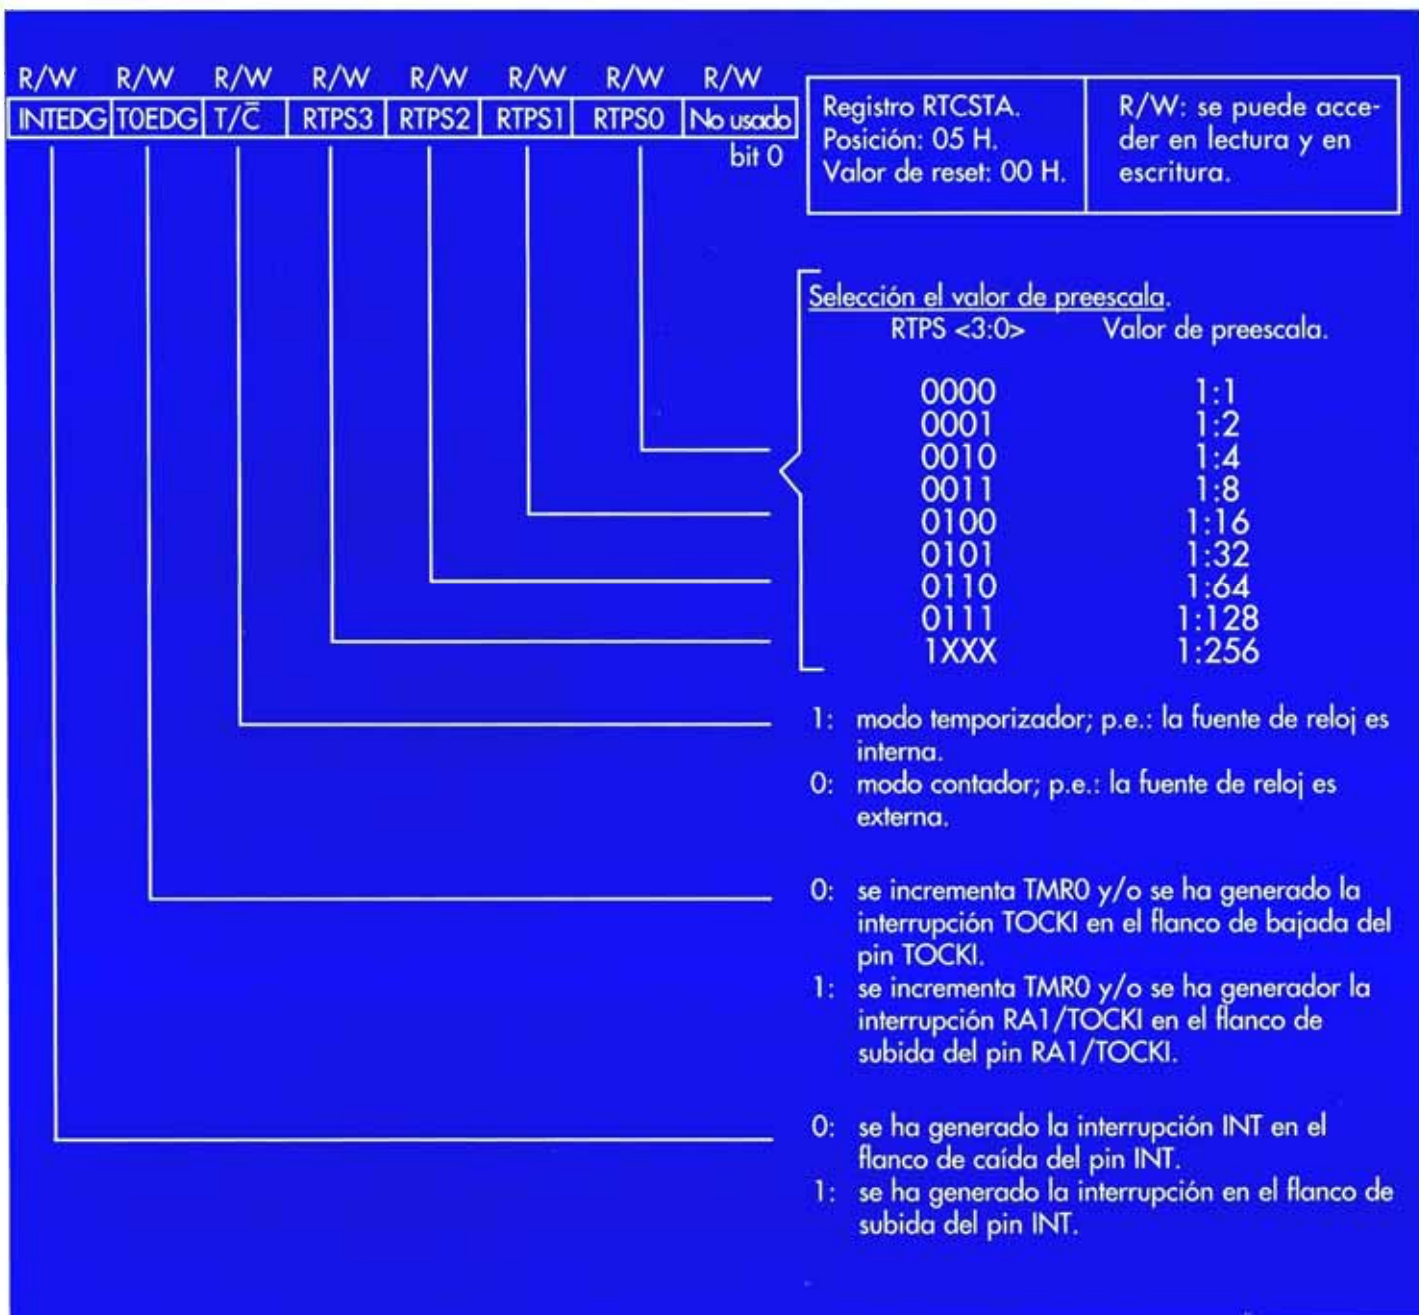 R/W R/W R/W R/W R/W R/W R/W R/W
INTEDG T0EDG T/C̅ RTPS3 RTPS2 RTPS1 RTPS0 No usado
bit 0
Registro RTCSTA.
Posición: 05 H.
Valor de reset: 00 H.
R/W: se puede acce-
der en lectura y en
escritura.
Selección el valor de preescala.
RTPS <3:0> Valor de preescala.
0000 1:1
0001 1:2
0010 1:4
0011 1:8
0100 1:16
0101 1:32
0110 1:64
0111 1:128
1XXX 1:256
1: modo temporizador; p.e.: la fuente de reloj es
interna.
0: modo contador; p.e.: la fuente de reloj es
externa.
0: se incrementa TMR0 y/o se ha generado la
interrupción TOCKI en el flanco de bajada del
pin TOCKI.
1: se incrementa TMR0 y/o se ha generador la
interrupción RA1/TOCKI en el flanco de
subida del pin RA1/TOCKI.
0: se ha generado la interrupción INT en el
flanco de caída del pin INT.
1: se ha generado la interrupción en el flanco de
subida del pin INT.